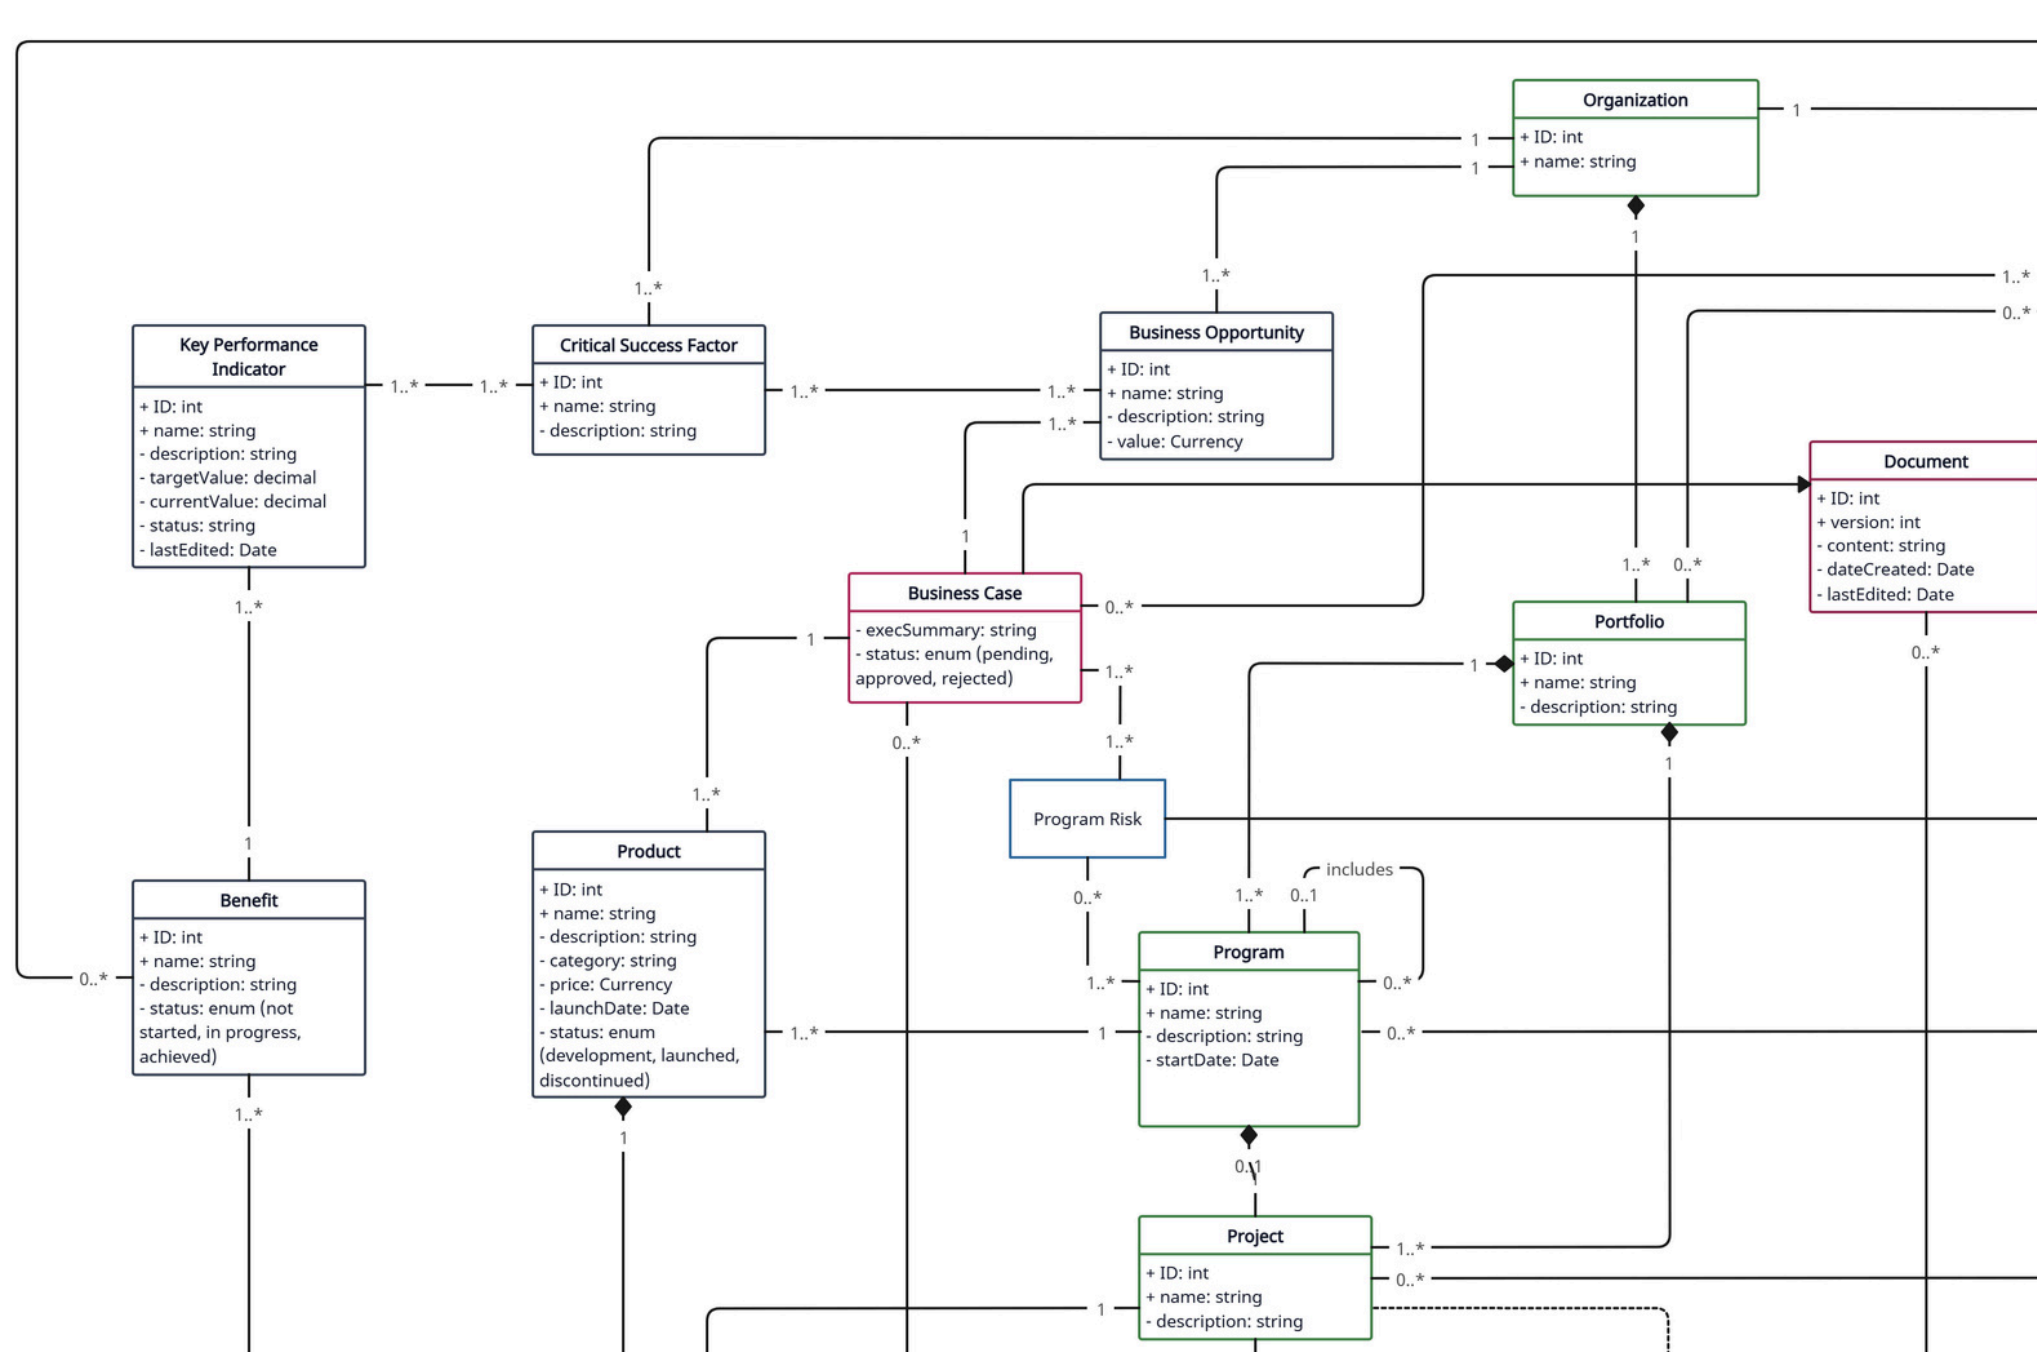 Organization
+ ID: int
+ name: string
1
1
1
1
1..*
1..*
1..*
0..*
Key Performance
Indicator
+ ID: int
+ name: string
- description: string
- targetValue: decimal
- currentValue: decimal
- status: string
- lastEdited: Date
1..*
1..*
Critical Success Factor
+ ID: int
+ name: string
- description: string
1..*
1..*
1..*
Business Opportunity
+ ID: int
+ name: string
- description: string
- value: Currency
Document
+ ID: int
+ version: int
- content: string
- dateCreated: Date
- lastEdited: Date
1
1..*
0..*
1..*
Business Case
- execSummary: string
- status: enum (pending,
approved, rejected)
0..*
1
1..*
Portfolio
+ ID: int
+ name: string
- description: string
1
0..*
0..*
1..*
1
1..*
Program Risk
1
Product
+ ID: int
+ name: string
- description: string
- category: string
- price: Currency
- launchDate: Date
- status: enum
(development, launched,
discontinued)
includes
0..*
1..*
0..1
Benefit
+ ID: int
+ name: string
- description: string
- status: enum (not
started, in progress,
achieved)
0..*
Program
+ ID: int
+ name: string
- description: string
- startDate: Date
1..*
0..*
1..*
1
0..*
1..*
1
0..1
Project
+ ID: int
+ name: string
- description: string
1..*
0..*
1